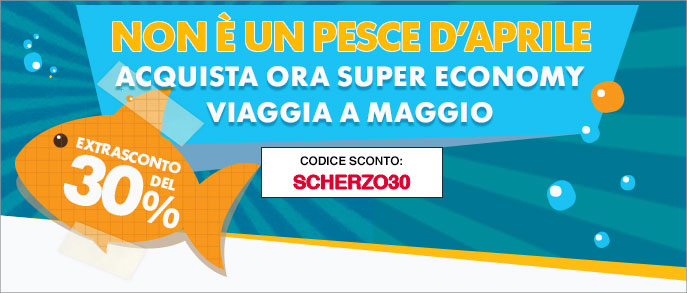 NON È UN PESCE D'APRILE
ACQUISTA ORA SUPER ECONOMY
VIAGGIA A MAGGIO
EXTRASCONTO
DEL
30%
CODICE SCONTO:
SCHERZO30